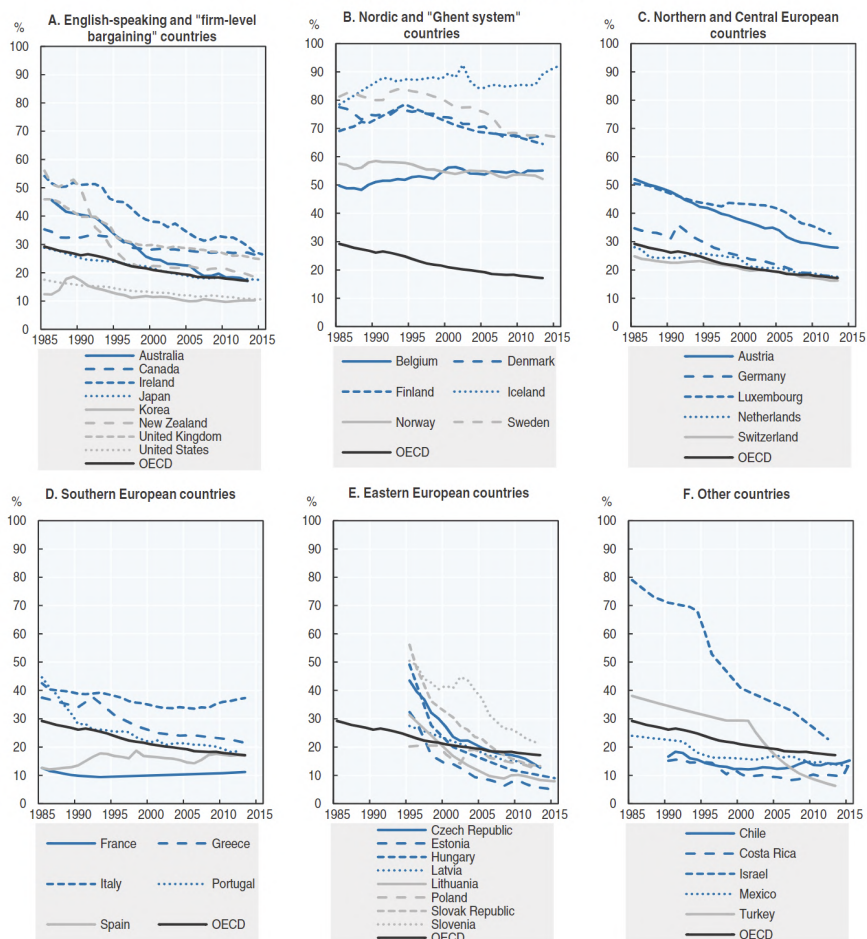 A. English-speaking and "firm-level
bargaining" countries
%
100
90
80
70
60
50
40
30
20
10
0
1985 1990 1995 2000 2005 2010 2015
Australia
Canada
Ireland
Japan
Korea
New Zealand
United Kingdom
United States
OECD
B. Nordic and "Ghent system"
countries
%
100
90
80
70
60
50
40
30
20
10
0
1985 1990 1995 2000 2005 2010 2015
Belgium Denmark
Finland Iceland
Norway Sweden
OECD
C. Northern and Central European
countries
%
100
90
80
70
60
50
40
30
20
10
0
1985 1990 1995 2000 2005 2010 2015
Austria
Germany
Luxembourg
Netherlands
Switzerland
OECD
D. Southern European countries
%
100
90
80
70
60
50
40
30
20
10
0
1985 1990 1995 2000 2005 2010 2015
France Greece
Italy Portugal
Spain OECD
E. Eastern European countries
%
100
90
80
70
60
50
40
30
20
10
0
1985 1990 1995 2000 2005 2010 2015
Czech Republic
Estonia
Hungary
Latvia
Lithuania
Poland
Slovak Republic
Slovenia
OECD
F. Other countries
%
100
90
80
70
60
50
40
30
20
10
0
1985 1990 1995 2000 2005 2010 2015
Chile
Costa Rica
Israel
Mexico
Turkey
OECD